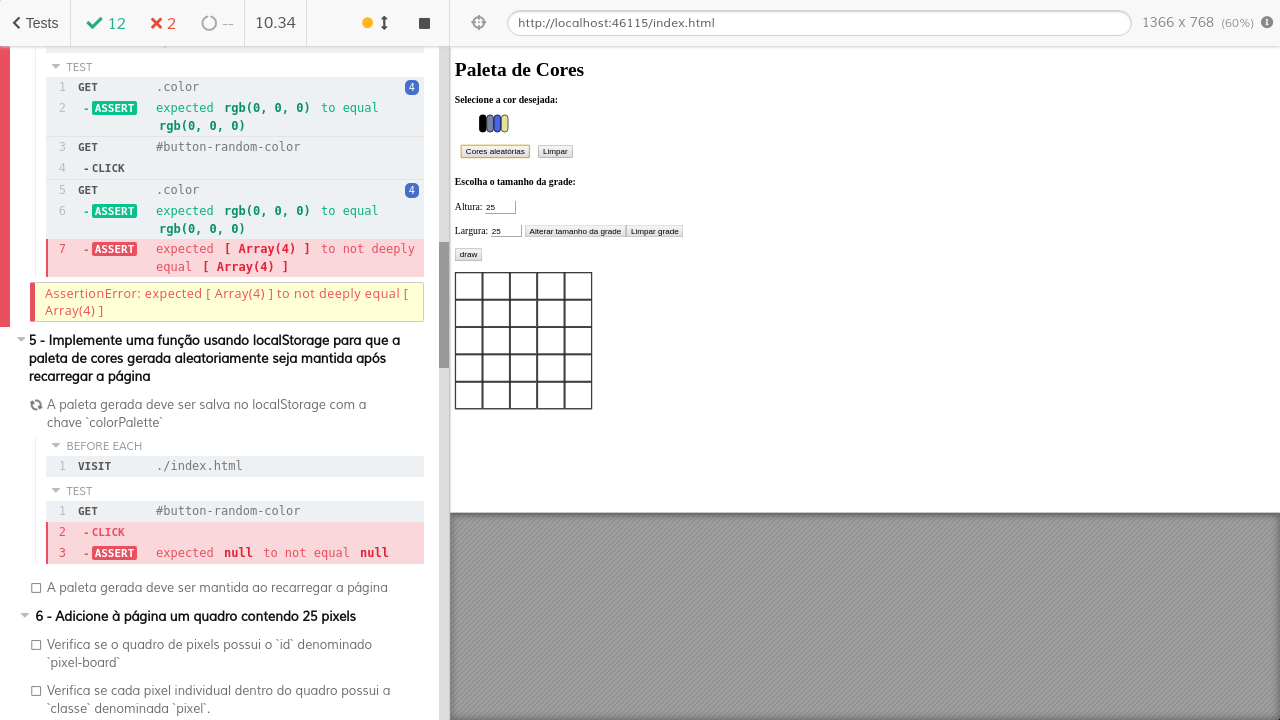 Tests
12
2
--
10.34
http://localhost:46115/index.html
1366 x 768 (60%)
TEST
1 GET .color 4
2 -ASSERT expected rgb(0, 0, 0) to equal
rgb(0, 0, 0)
3 GET #button-random-color
4 -CLICK
5 GET .color 4
6 -ASSERT expected rgb(0, 0, 0) to equal
rgb(0, 0, 0)
7 -ASSERT expected [ Array(4) ] to not deeply
equal [ Array(4) ]
AssertionError: expected [ Array(4) ] to not deeply equal [
Array(4) ]
5 - Implemente uma função usando localStorage para que a
paleta de cores gerada aleatoriamente seja mantida após
recarregar a página
A paleta gerada deve ser salva no localStorage com a
chave `colorPalette`
BEFORE EACH
1 VISIT ./index.html
TEST
1 GET #button-random-color
2 -CLICK
3 -ASSERT expected null to not equal null
A paleta gerada deve ser mantida ao recarregar a página
6 - Adicione à página um quadro contendo 25 pixels
Verifica se o quadro de pixels possui o `id` denominado
`pixel-board`
Verifica se cada pixel individual dentro do quadro possui a
`classe` denominada `pixel`.
Paleta de Cores
Selecione a cor desejada:
Cores aleatórias Limpar
Escolha o tamanho da grade:
Altura: 25
Largura: 25 Alterar tamanho da grade Limpar grade
draw